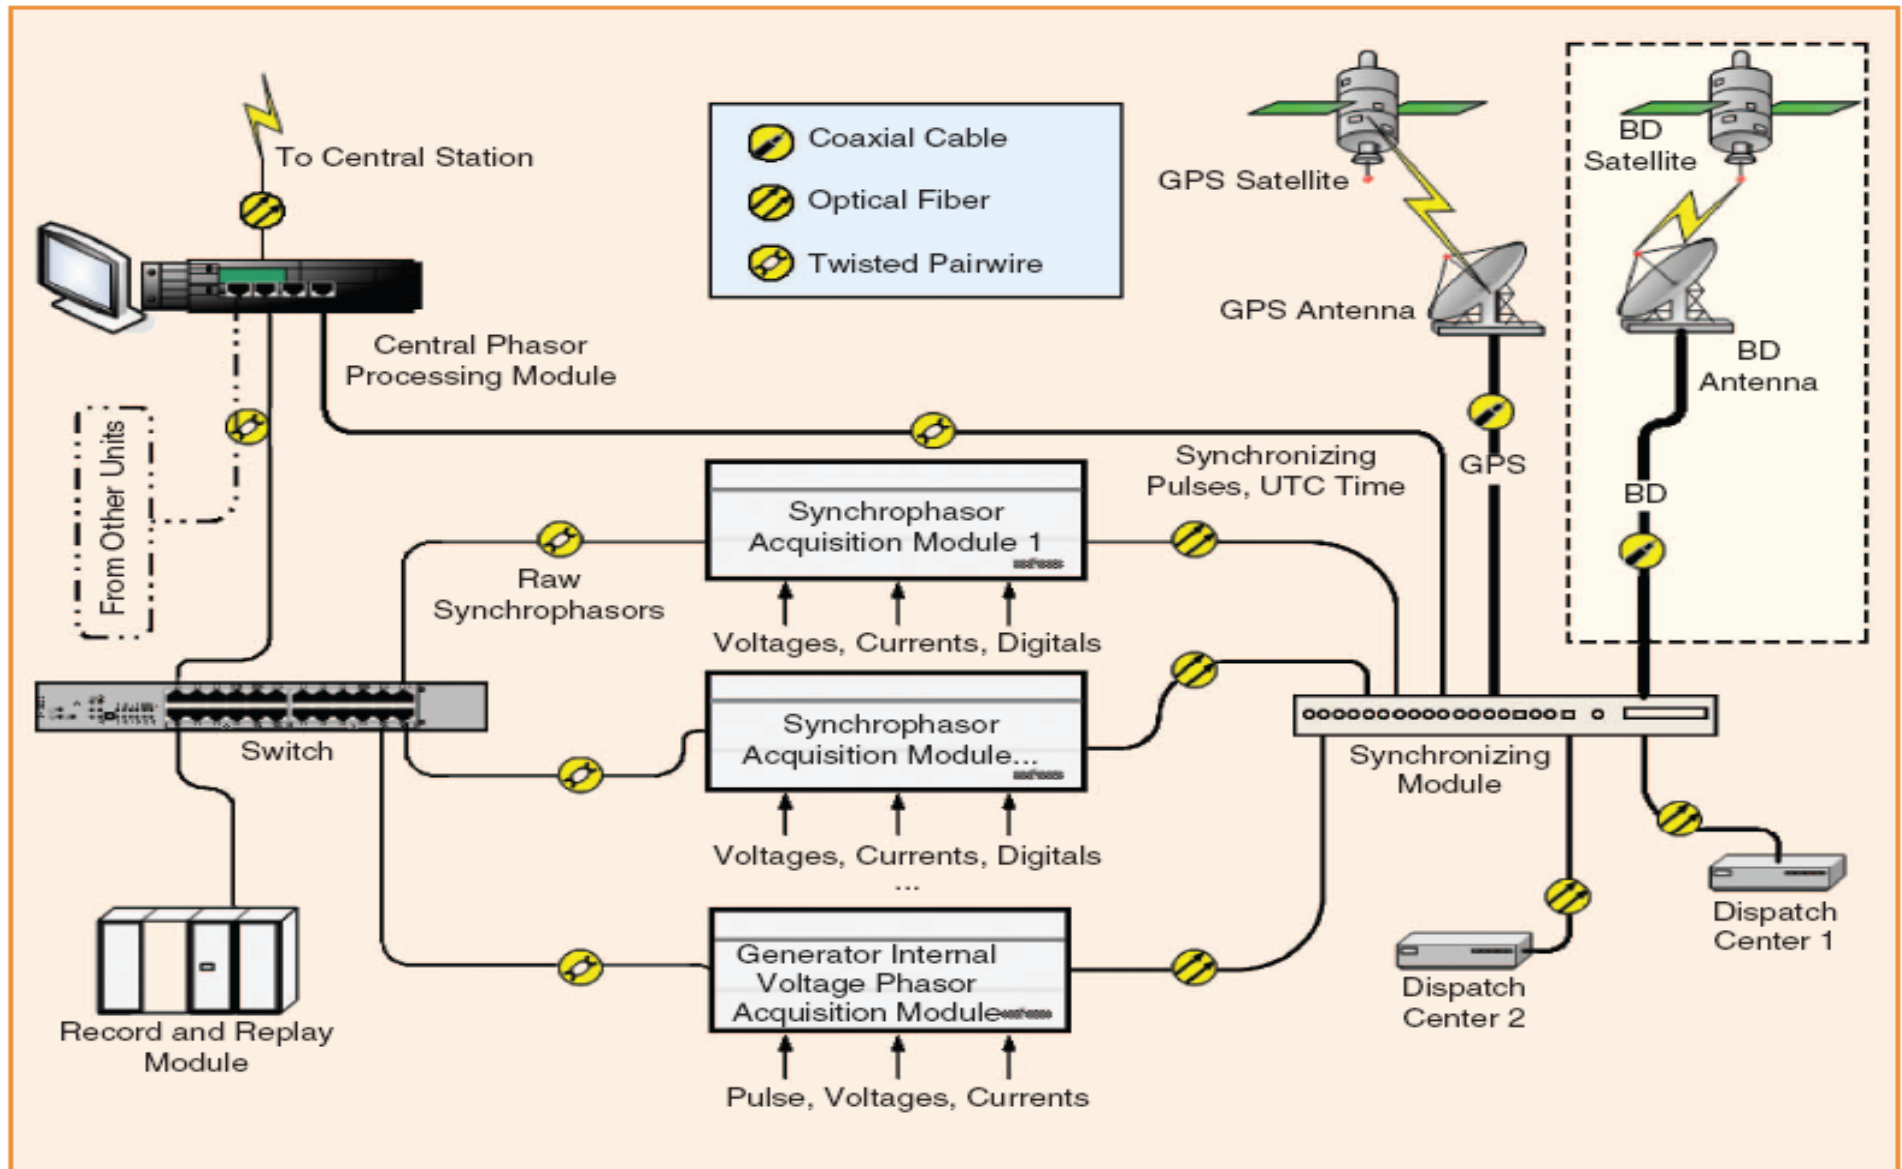 To Central Station
Coaxial Cable
Optical Fiber
Twisted Pairwire
GPS Satellite
BD
Satellite
GPS Antenna
BD
Antenna
Central Phasor
Processing Module
From Other Units
Synchronizing
Pulses, UTC Time
GPS
BD
Synchrophasor
Acquisition Module 1
Raw
Synchrophasors
Voltages, Currents, Digitals
Switch
Synchrophasor
Acquisition Module...
Synchronizing
Module
Voltages, Currents, Digitals
...
Dispatch
Center 1
Generator Internal
Voltage Phasor
Acquisition Module
Dispatch
Center 2
Record and Replay
Module
Pulse, Voltages, Currents